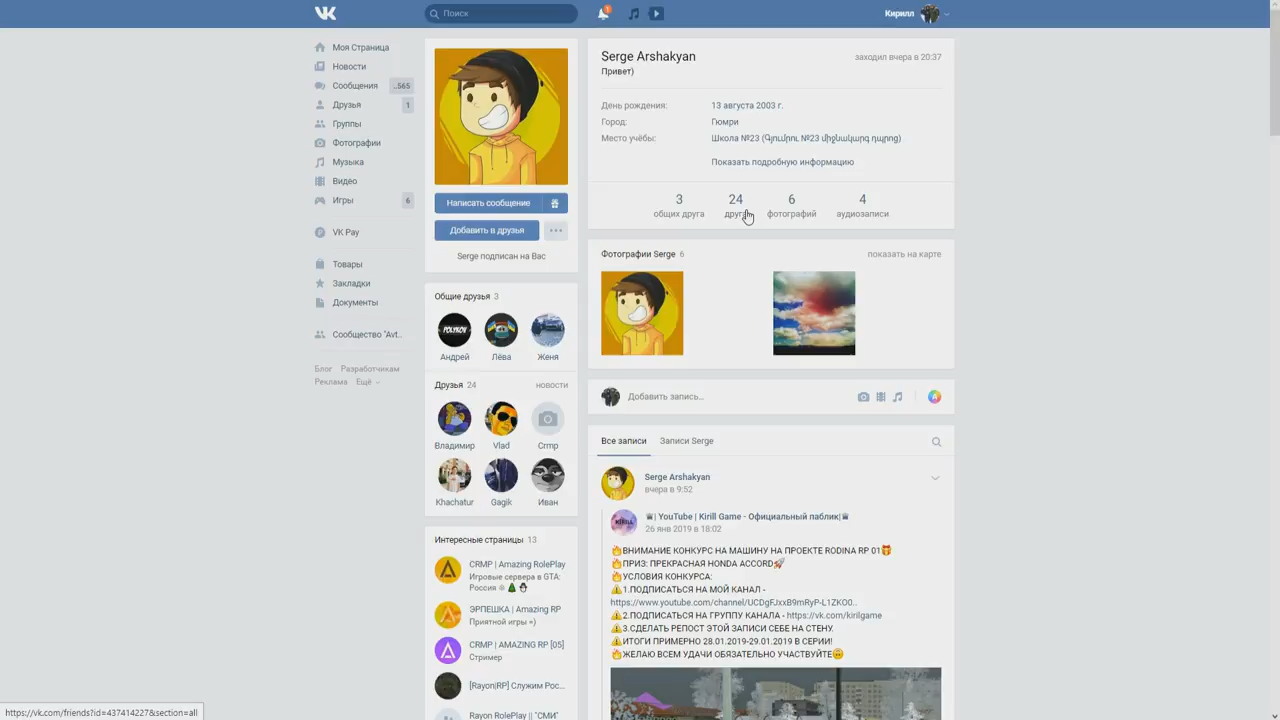 Поиск
1
Кирилл
Моя Страница
Новости
Сообщения
..565
Друзья
1
Группы
Фотографии
Музыка
Видео
Игры
6
VK Pay
Товары
Закладки
Документы
Сообщество "Avt..
Блог Разработчикам
Реклама Ещё
Написать сообщение
Добавить в друзья
Serge подписан на Вас
Общие друзья 3
POLYKOV
Андрей
Лёва
Женя
Друзья 24
новости
Владимир
Vlad
Crmp
Khachatur
Gagik
Иван
Интересные страницы 13
CRMP | Amazing RolePlay
Игровые сервера в GTA:
Россия
ЭРПЕШКА | Amazing RP
Приятной игры =)
CRMP | AMAZING RP [05]
Стример
[Rayon|RP] Служим Рос...
Rayon RolePlay || "СМИ"
Serge Arshakyan
заходил вчера в 20:37
Привет)
День рождения: 13 августа 2003 г.
Город: Гюмри
Место учёбы: Школа №23 (Գյումրու №23 միջնակարգ դպրոց)
Показать подробную информацию
3 24 6 4
общих друга друга фотографий аудиозаписи
Фотографии Serge 6
показать на карте
Добавить запись...
Все записи Записи Serge
Serge Arshakyan
вчера в 9:52
| YouTube | Kirill Game - Официальный паблик|
26 янв 2019 в 18:02
ВНИМАНИЕ КОНКУРС НА МАШИНУ НА ПРОЕКТЕ RODINA RP 01
ПРИЗ: ПРЕКРАСНАЯ HONDA ACCORD
УСЛОВИЯ КОНКУРСА:
1.ПОДПИСАТЬСЯ НА МОЙ КАНАЛ -
https://www.youtube.com/channel/UCDgFJxxB9mRyP-L1ZKO0..
2.ПОДПИСАТЬСЯ НА ГРУППУ КАНАЛА - https://vk.com/kirillgame
3.СДЕЛАТЬ РЕПОСТ ЭТОЙ ЗАПИСИ СЕБЕ НА СТЕНУ.
ИТОГИ ПРИМЕРНО 28.01.2019-29.01.2019 В СЕРИИ!
ЖЕЛАЮ ВСЕМ УДАЧИ ОБЯЗАТЕЛЬНО УЧАСТВУЙТЕ
https://vk.com/friends?id=437414227&section=all